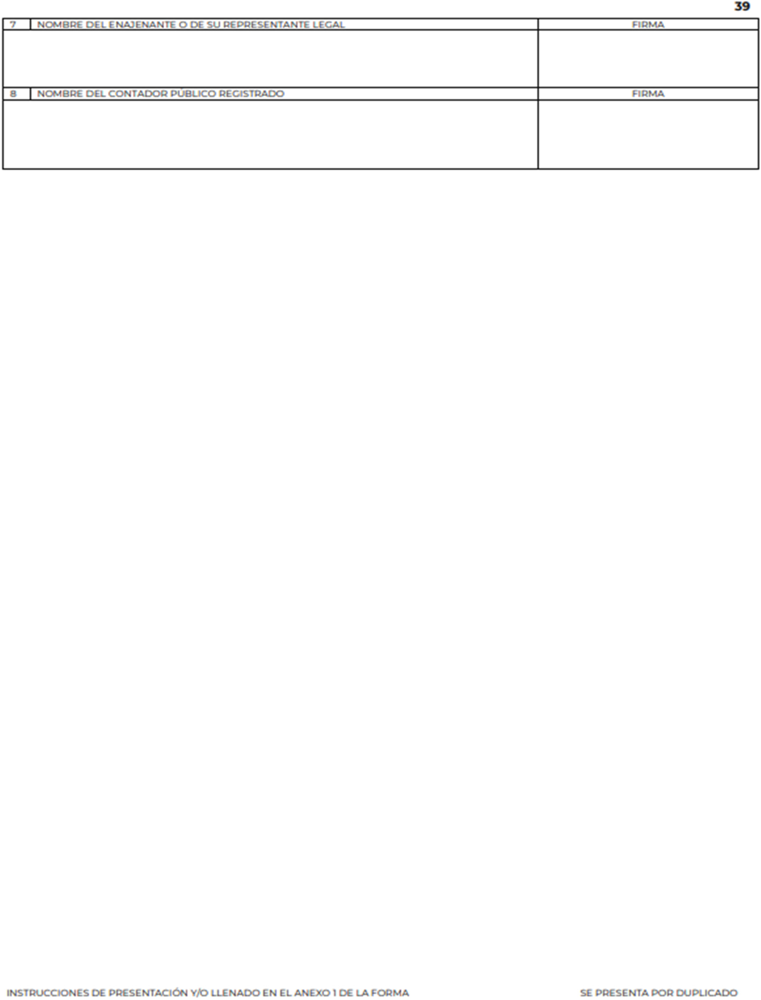 39
7 NOMBRE DEL ENAJENANTE O DE SU REPRESENTANTE LEGAL FIRMA
8 NOMBRE DEL CONTADOR PÚBLICO REGISTRADO FIRMA
INSTRUCCIONES DE PRESENTACIÓN Y/O LLENADO EN EL ANEXO 1 DE LA FORMA SE PRESENTA POR DUPLICADO